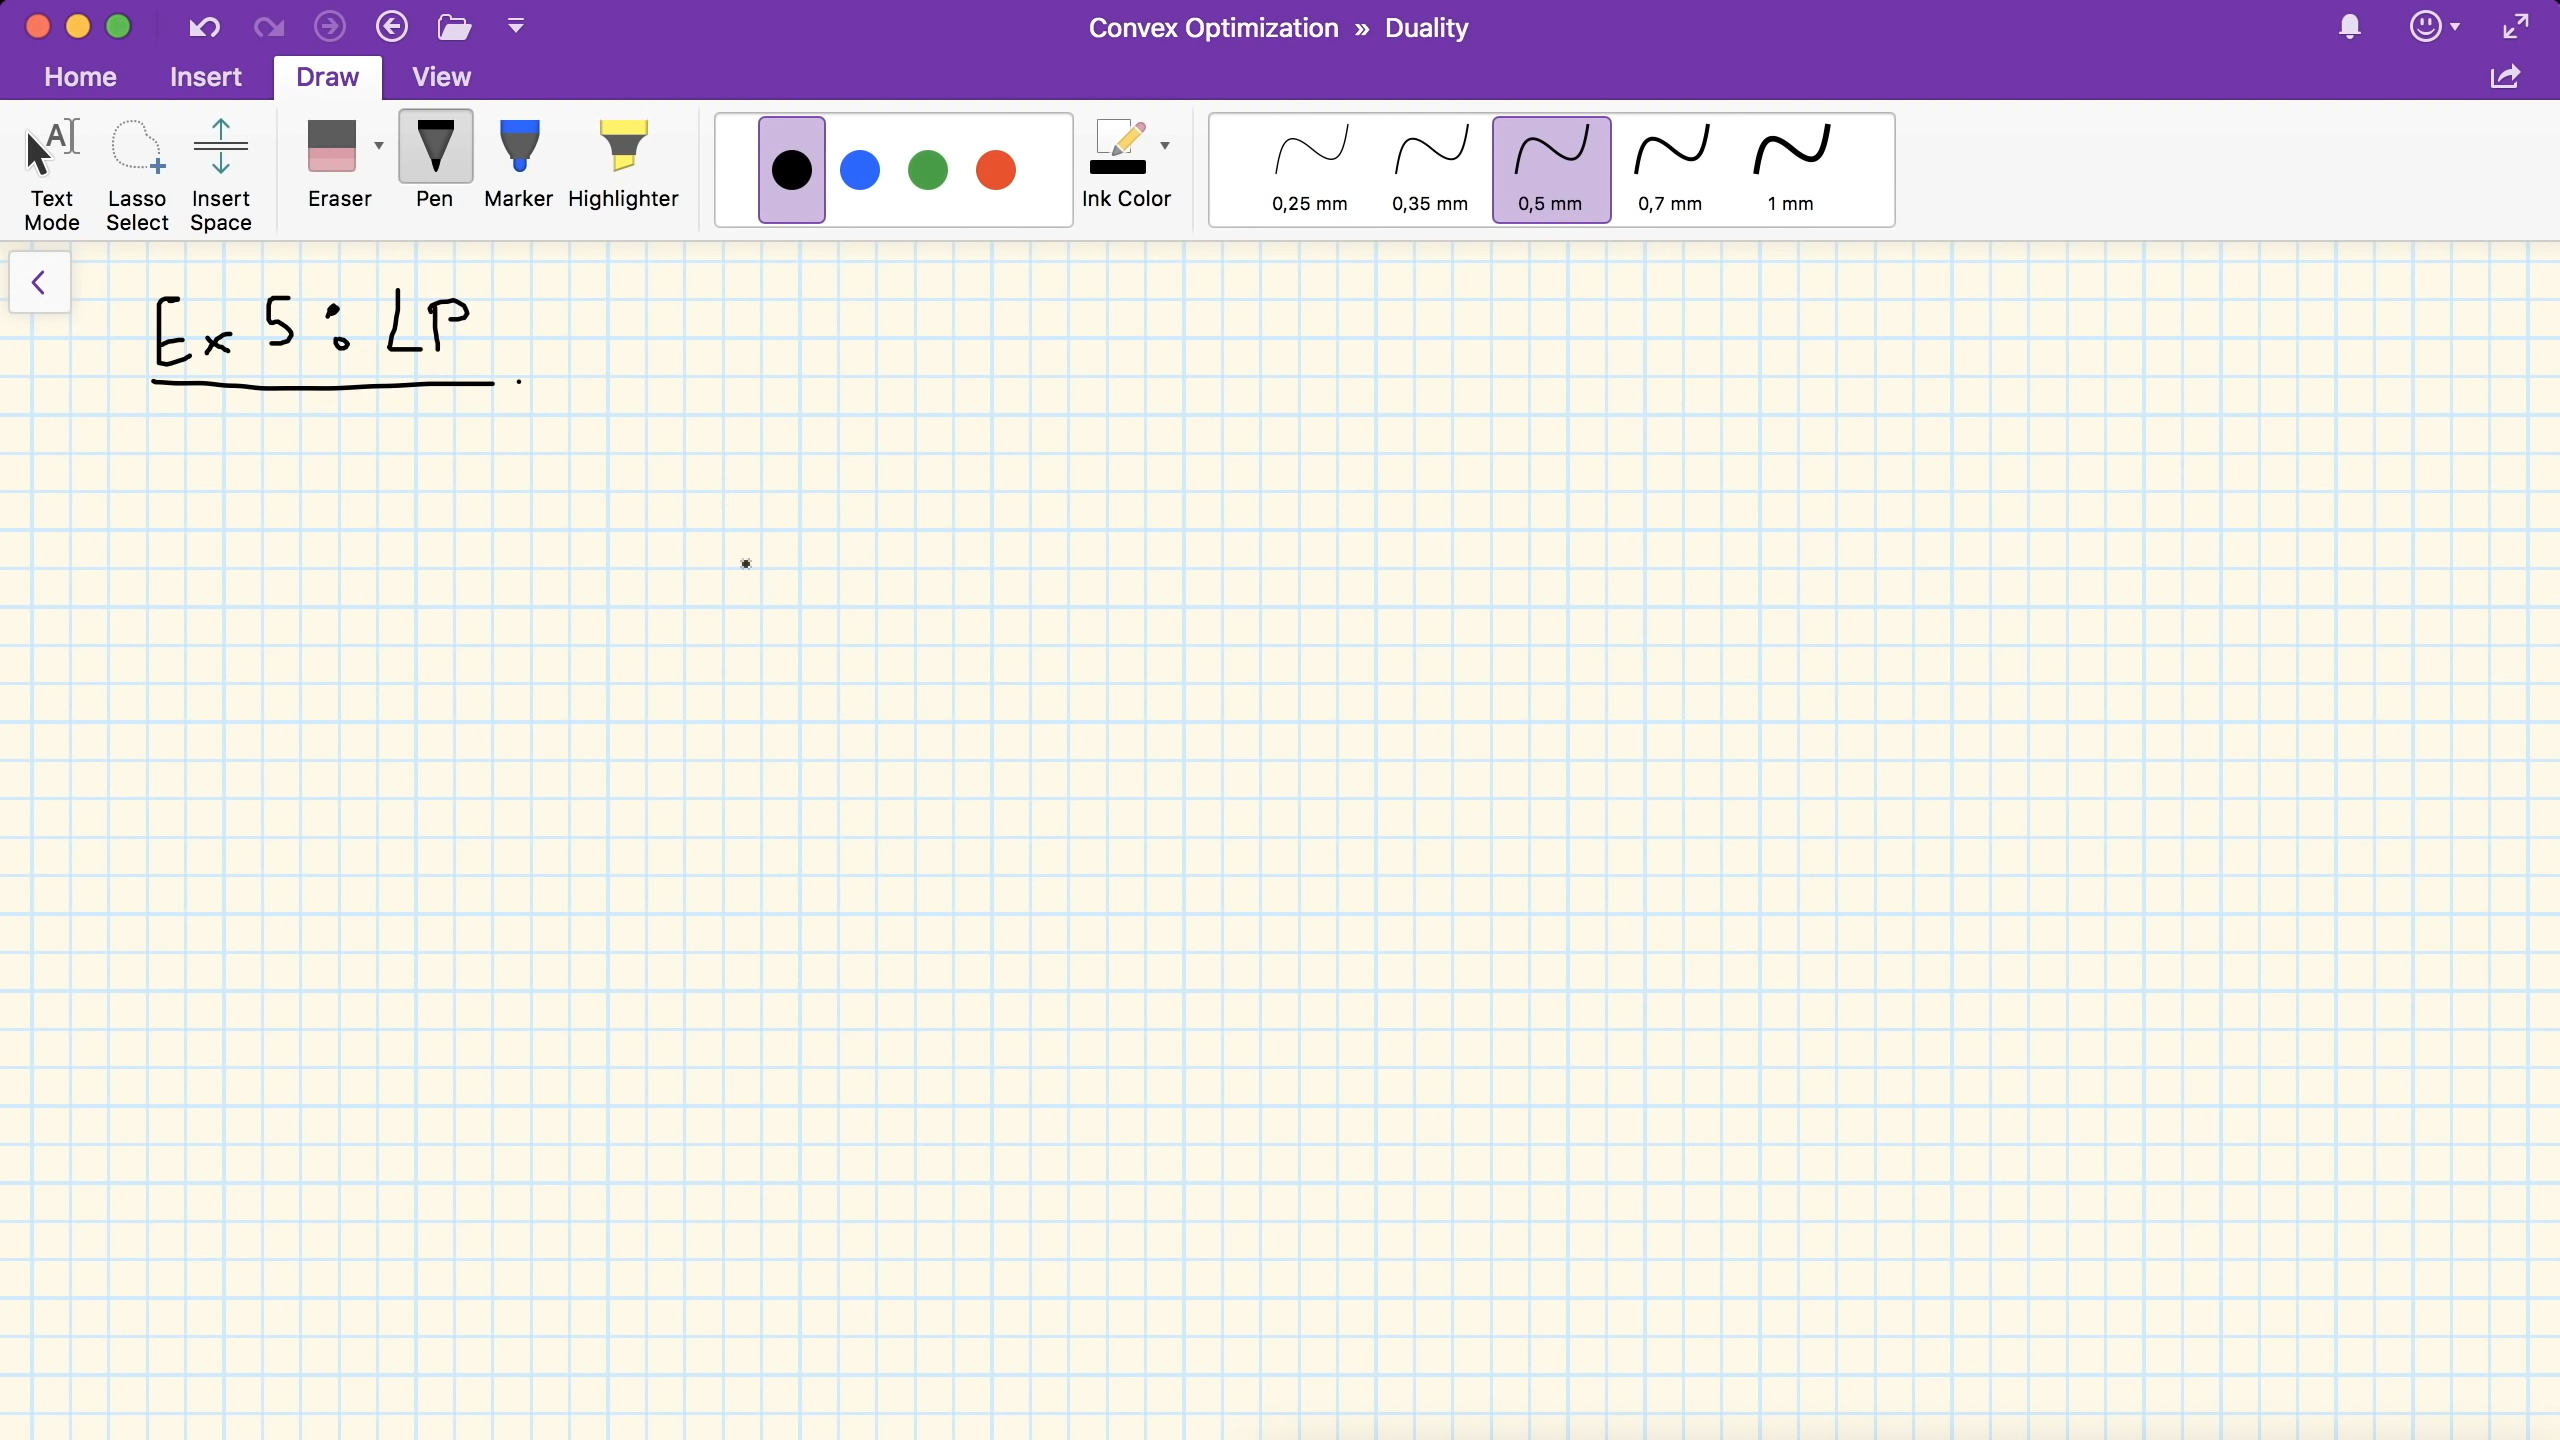 Convex Optimization » Duality
Home Insert Draw View
Text Mode
Lasso Select
Insert Space
Eraser
Pen
Marker
Highlighter
Ink Color
0,25 mm
0,35 mm
0,5 mm
0,7 mm
1 mm
Ex 5 : LP